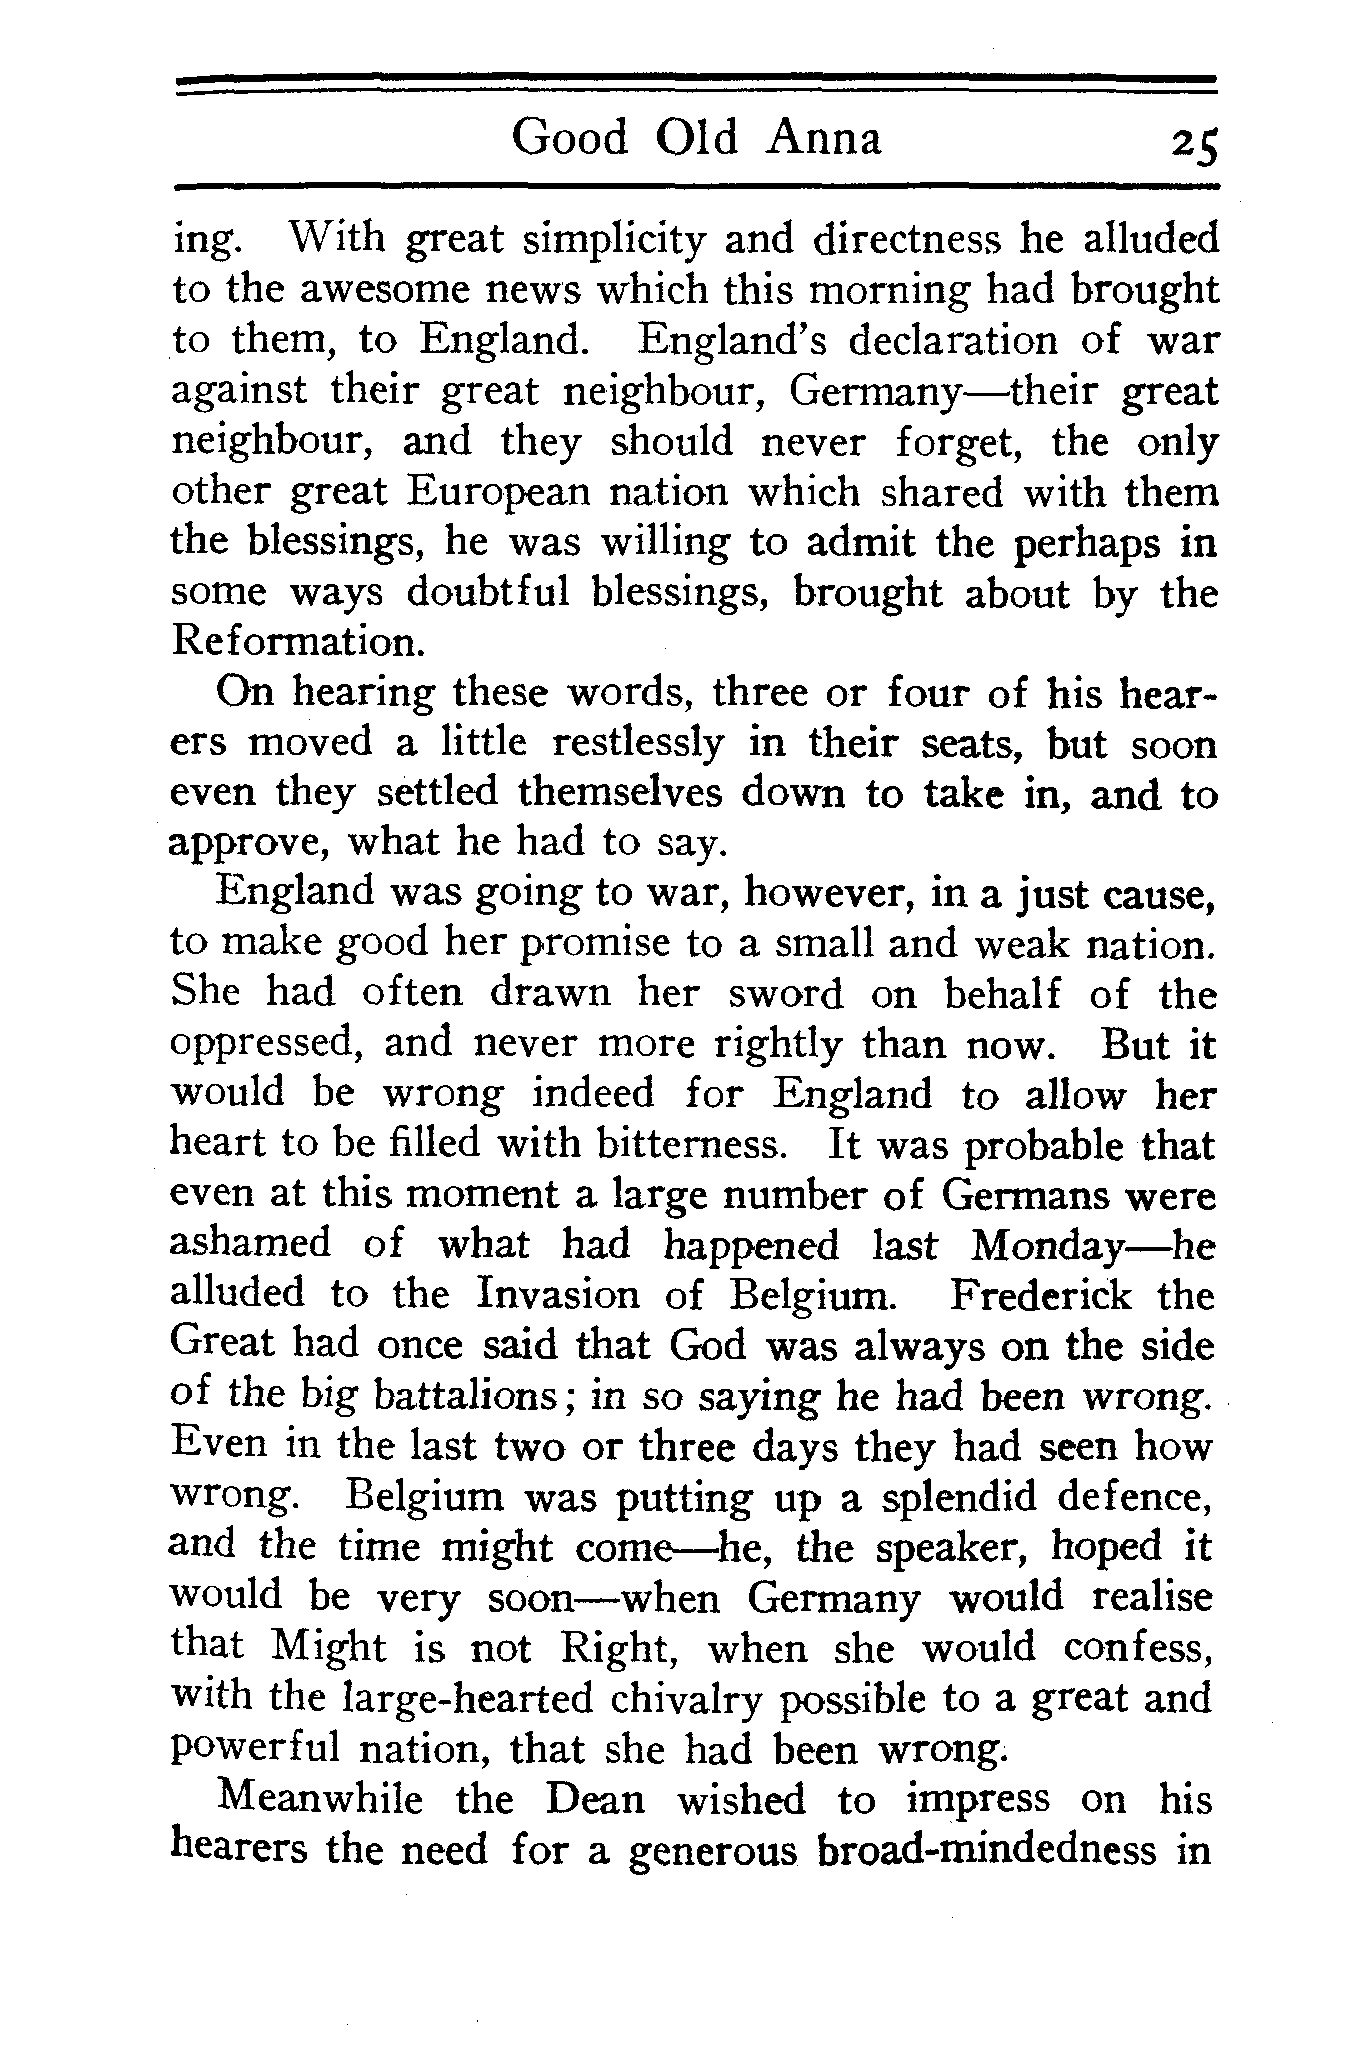 Good Old Anna 25
ing. With great simplicity and directness he alluded
to the awesome news which this morning had brought
to them, to England. England's declaration of war
against their great neighbour, Germany—their great
neighbour, and they should never forget, the only
other great European nation which shared with them
the blessings, he was willing to admit the perhaps in
some ways doubtful blessings, brought about by the
Reformation.
On hearing these words, three or four of his hear-
ers moved a little restlessly in their seats, but soon
even they settled themselves down to take in, and to
approve, what he had to say.
England was going to war, however, in a just cause,
to make good her promise to a small and weak nation.
She had often drawn her sword on behalf of the
oppressed, and never more rightly than now. But it
would be wrong indeed for England to allow her
heart to be filled with bitterness. It was probable that
even at this moment a large number of Germans were
ashamed of what had happened last Monday—he
alluded to the Invasion of Belgium. Frederick the
Great had once said that God was always on the side
of the big battalions; in so saying he had been wrong.
Even in the last two or three days they had seen how
wrong. Belgium was putting up a splendid defence,
and the time might come—he, the speaker, hoped it
would be very soon—when Germany would realise
that Might is not Right, when she would confess,
with the large-hearted chivalry possible to a great and
powerful nation, that she had been wrong.
Meanwhile the Dean wished to impress on his
hearers the need for a generous broad-mindedness in